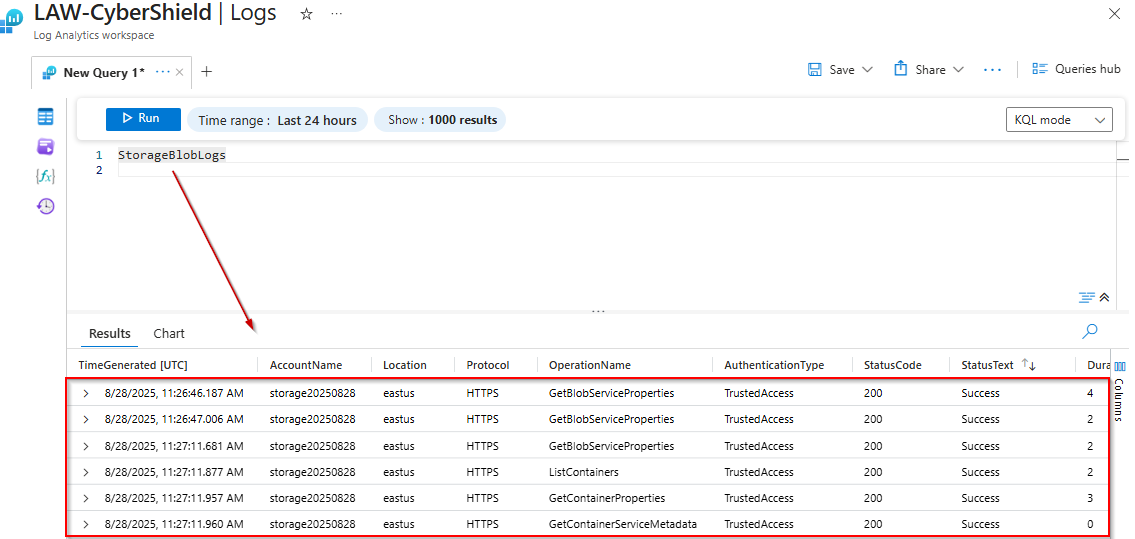 LAW-CyberShield | Logs ☆ ···
Log Analytics workspace
New Query 1* ··· × +
Save Share ··· Queries hub
Run Time range : Last 24 hours Show : 1000 results KQL mode
1 StorageBlobLogs
2
{fx}
Results Chart
TimeGenerated [UTC] AccountName Location Protocol OperationName AuthenticationType StatusCode StatusText ↑↓ Dura
8/28/2025, 11:26:46.187 AM storage20250828 eastus HTTPS GetBlobServiceProperties TrustedAccess 200 Success 4
8/28/2025, 11:26:47.006 AM storage20250828 eastus HTTPS GetBlobServiceProperties TrustedAccess 200 Success 2
8/28/2025, 11:27:11.681 AM storage20250828 eastus HTTPS GetBlobServiceProperties TrustedAccess 200 Success 2
8/28/2025, 11:27:11.877 AM storage20250828 eastus HTTPS ListContainers TrustedAccess 200 Success 2
8/28/2025, 11:27:11.957 AM storage20250828 eastus HTTPS GetContainerProperties TrustedAccess 200 Success 3
8/28/2025, 11:27:11.960 AM storage20250828 eastus HTTPS GetContainerServiceMetadata TrustedAccess 200 Success 0
Columns